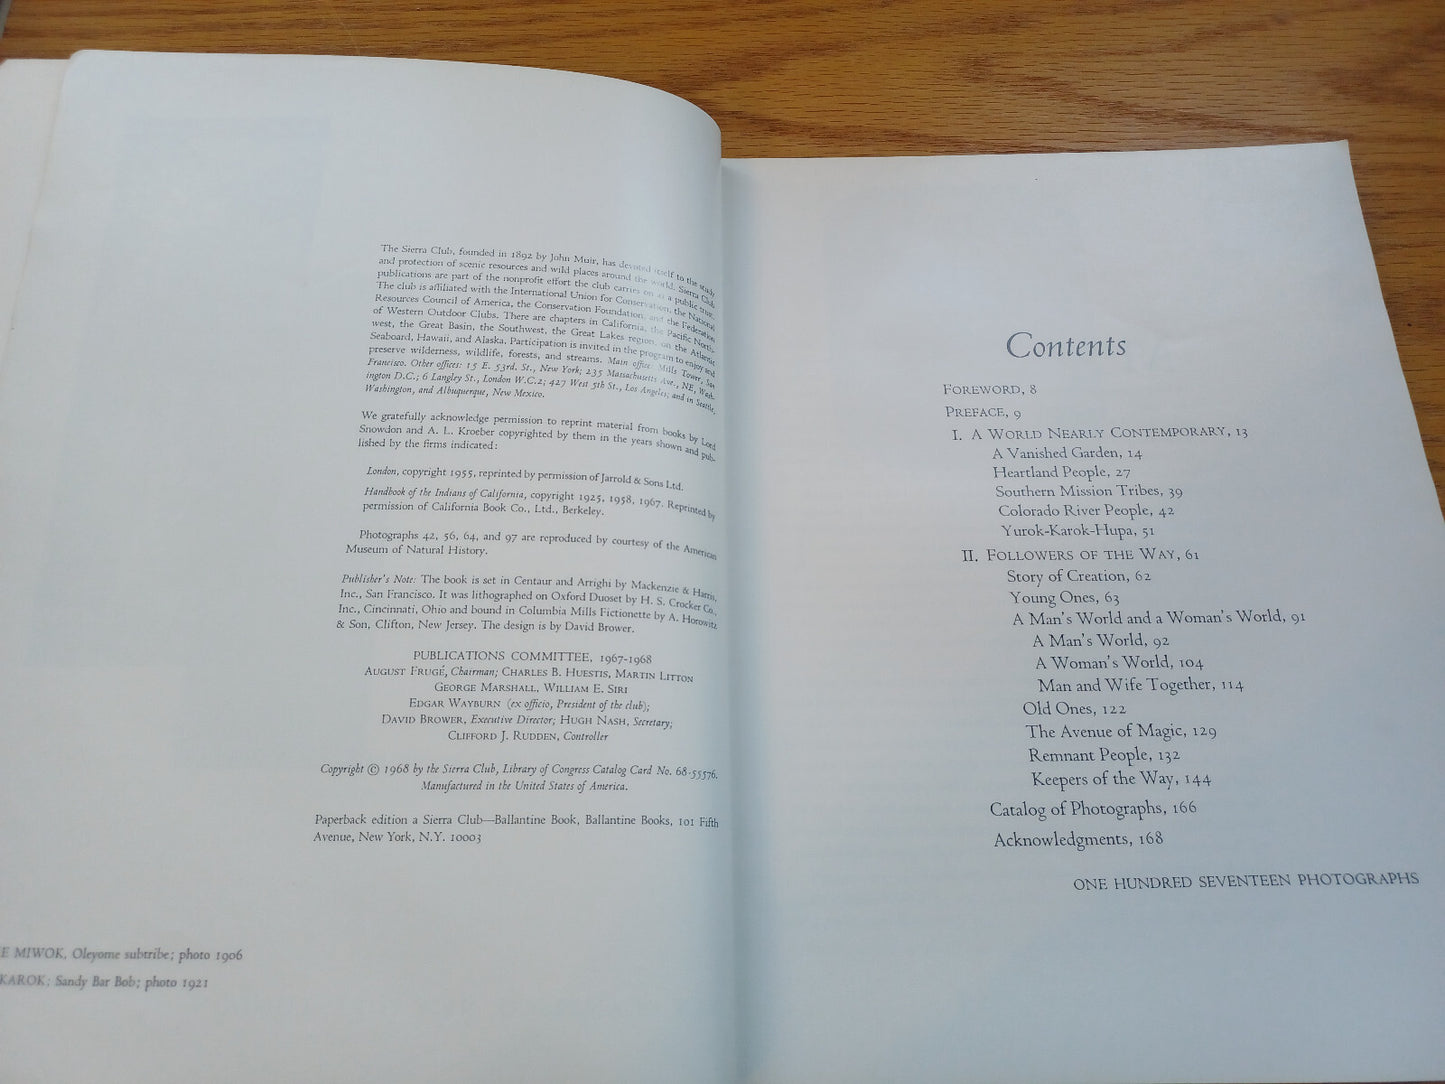 The Sierra Club, founded in 1892 by John Muir, has devoted itself to the study
and protection of scenic resources and wild places around the world. Sierra Club
publications are part of the nonprofit effort the club carries on as a public trust.
The club is affiliated with the International Union for Conservation, the National
Resources Council of America, the Conservation Foundation, and the Federation
of Western Outdoor Clubs. There are chapters in California, the Pacific North-
west, the Great Basin, the Southwest, the Great Lakes region, on the Atlantic
Seaboard, Hawaii, and Alaska. Participation is invited in the program to enjoy and
preserve wilderness, wildlife, forests, and streams. Main office: Mills Tower, San
Francisco. Other offices: 15 E. 53rd. St., New York; 235 Massachusetts Ave., NE, Wash-
ington D.C.; 6 Langley St., London W.C.2; 427 West 5th St., Los Angeles; and in Seattle,
Washington, and Albuquerque, New Mexico.
We gratefully acknowledge permission to reprint material from books by Lord
Snowdon and A. L. Kroeber copyrighted by them in the years shown and pub-
lished by the firms indicated:
London, copyright 1955, reprinted by permission of Jarrold & Sons Ltd.
Handbook of the Indians of California, copyright 1925, 1958, 1967. Reprinted by
permission of California Book Co., Ltd., Berkeley.
Photographs 42, 56, 64, and 97 are reproduced by courtesy of the American
Museum of Natural History.
Publisher's Note: The book is set in Centaur and Arrighi by Mackenzie & Harris,
Inc., San Francisco. It was lithographed on Oxford Duoset by H. S. Crocker Co.,
Inc., Cincinnati, Ohio and bound in Columbia Mills Fictionette by A. Horowitz
& Son, Clifton, New Jersey. The design is by David Brower.
PUBLICATIONS COMMITTEE, 1967-1968
AUGUST FRUGÉ, Chairman; CHARLES B. HUESTIS, MARTIN LITTON
GEORGE MARSHALL, WILLIAM E. SIRI
EDGAR WAYBURN (ex officio, President of the club);
DAVID BROWER, Executive Director; HUGH NASH, Secretary;
CLIFFORD J. RUDDEN, Controller
Copyright © 1968 by the Sierra Club, Library of Congress Catalog Card No. 68-55576.
Manufactured in the United States of America.
Paperback edition a Sierra Club—Ballantine Book, Ballantine Books, 101 Fifth
Avenue, New York, N.Y. 10003
E MIWOK, Oleyome subtribe; photo 1906
KAROK; Sandy Bar Bob; photo 1921
Contents
FOREWORD, 8
PREFACE, 9
I. A WORLD NEARLY CONTEMPORARY, 13
A Vanished Garden, 14
Heartland People, 27
Southern Mission Tribes, 39
Colorado River People, 42
Yurok-Karok-Hupa, 51
II. FOLLOWERS OF THE WAY, 61
Story of Creation, 62
Young Ones, 63
A Man's World and a Woman's World, 91
A Man's World, 92
A Woman's World, 104
Man and Wife Together, 114
Old Ones, 122
The Avenue of Magic, 129
Remnant People, 132
Keepers of the Way, 144
Catalog of Photographs, 166
Acknowledgments, 168
ONE HUNDRED SEVENTEEN PHOTOGRAPHS